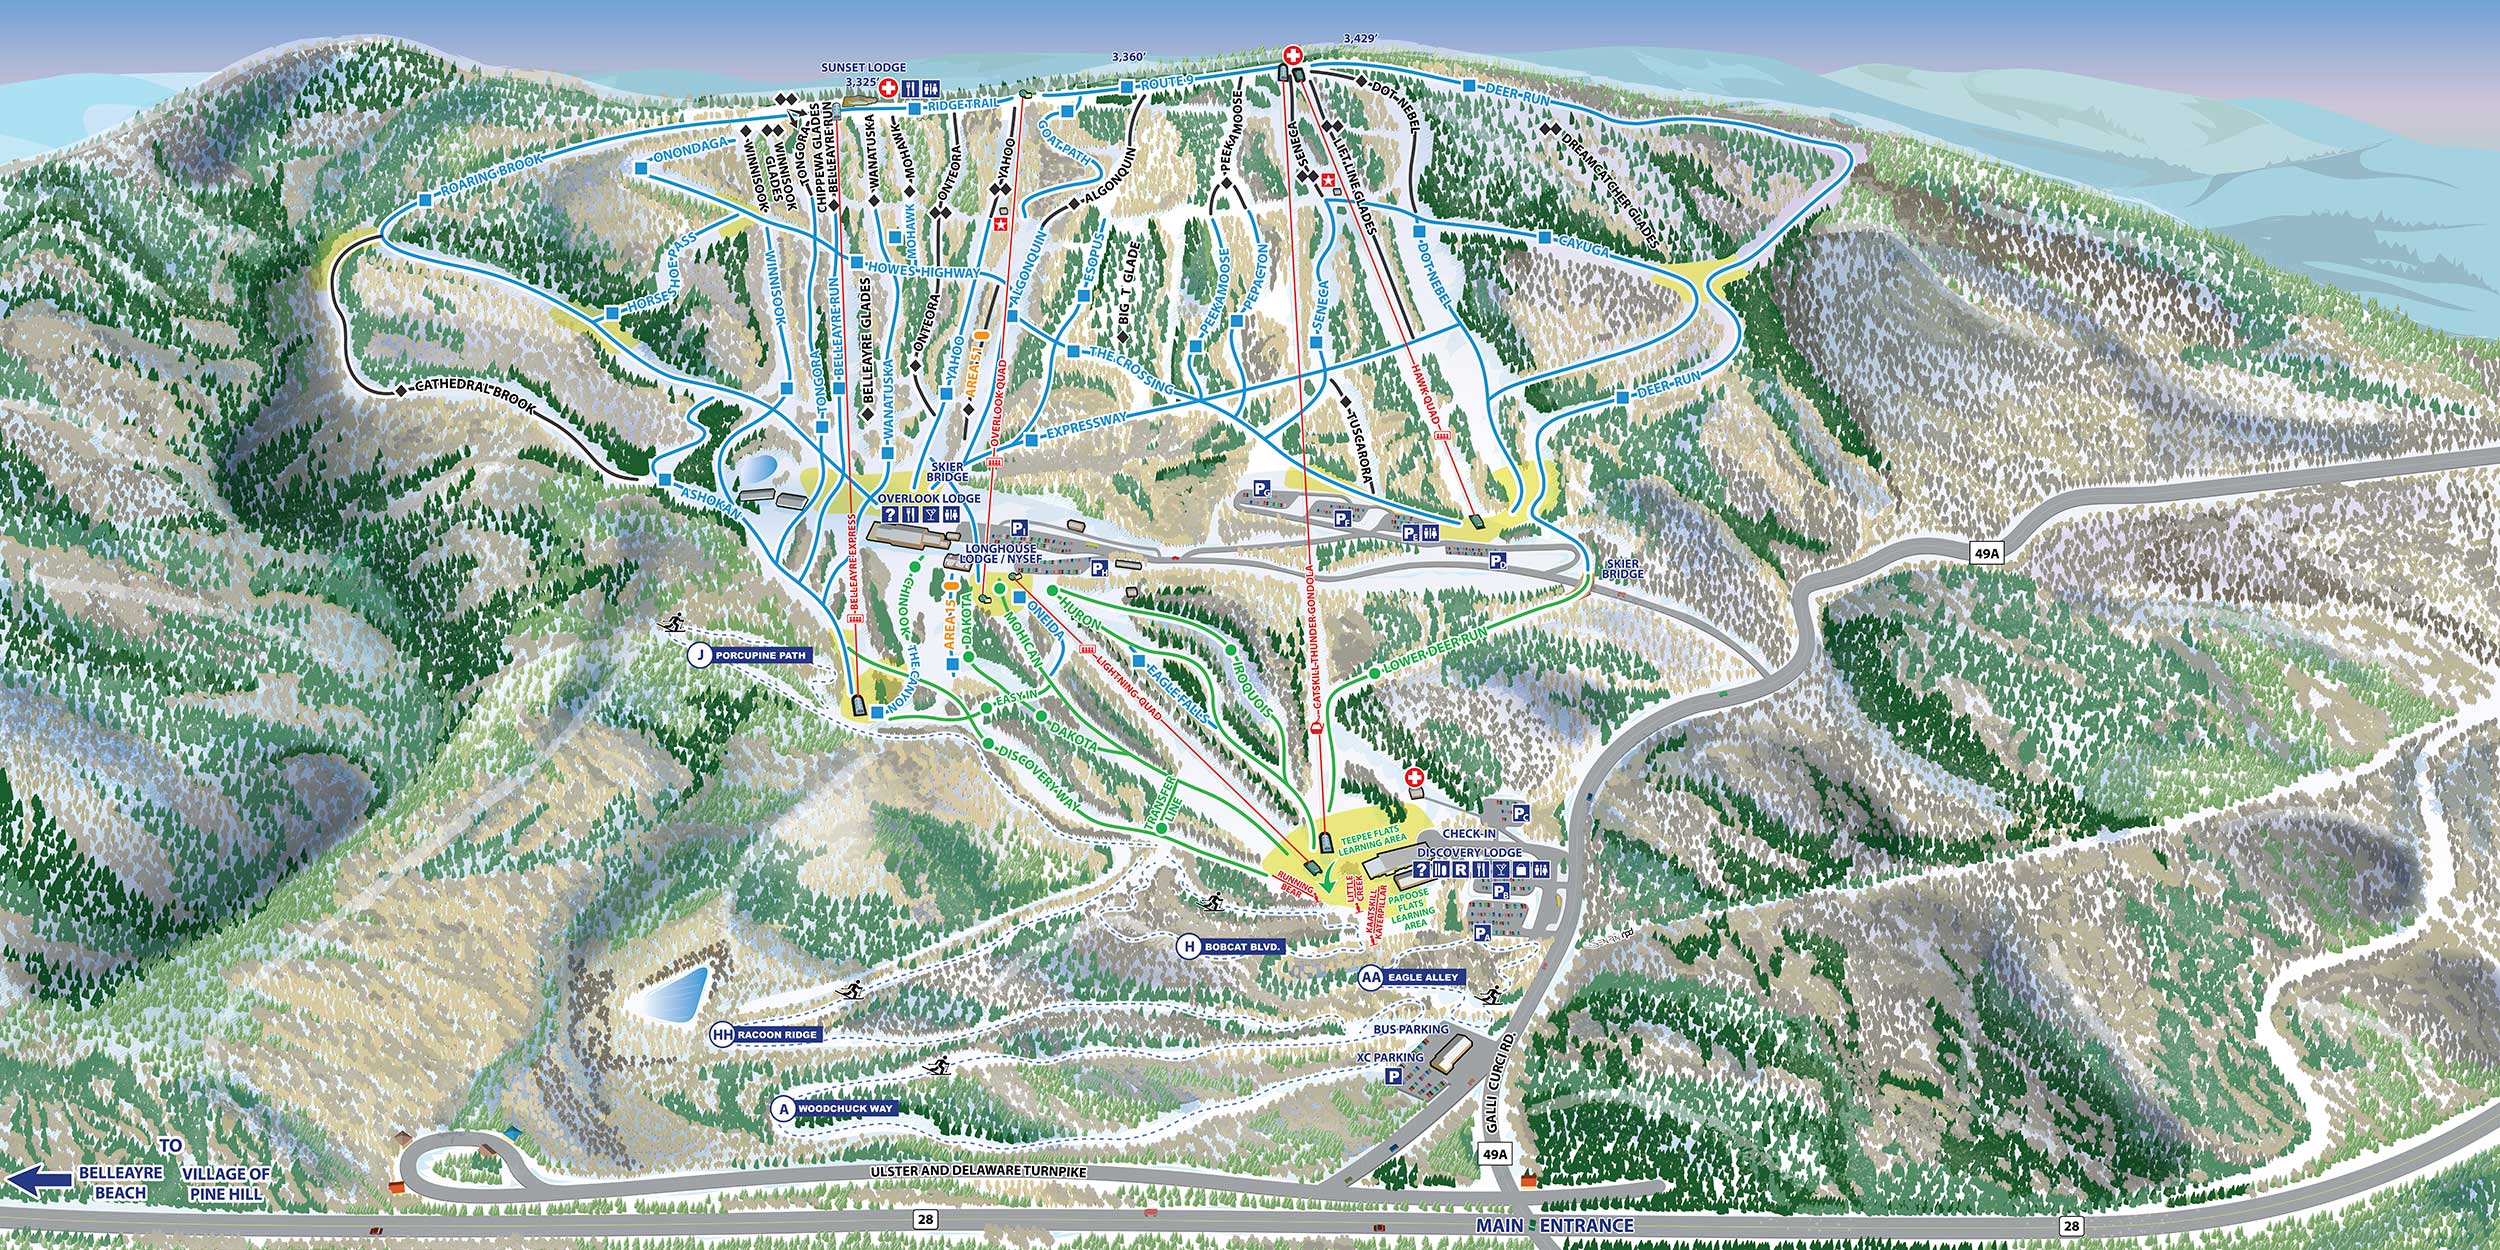 3,429'
3,360'
SUNSET LODGE
3,325'
ROUTE 9
RIDGE TRAIL
DEER RUN
DOT NEBEL
GOAT PATH
ROARING BROOK
ONONDAGA
WINNISOOK
WINNISOOK
GLADES
TONGORA
CHIPPEWA GLADES
BELLEAYRE RUN
WANATUSKA
MOHAWK
ONTEORA
YAHOO
ALGONQUIN
PEEKAMOOSE
SENECA
LIFT LINE GLADES
DREAMCATCHER GLADES
HORSESHOE PASS
WINNISOOK
MOHAWK
HOWES HIGHWAY
ALGONQUIN
ESOPUS
BIG T GLADE
PEEKAMOOSE
PEPACTON
SENECA
DOT NEBEL
CAYUGA
TONGORA
BELLEAYRE RUN
BELLEAYRE GLADES
WANATUSKA
ONTEORA
YAHOO
AREA 51
OVERLOOK QUAD
THE CROSSING
EXPRESSWAY
HAWK QUAD
TUSCARORA
DEER RUN
CATHEDRAL BROOK
ASHOKAN
SKIER
BRIDGE
OVERLOOK LODGE
?
P
PG
PF
PE
PD
PH
LONGHOUSE
LODGE / NYSEF
49A
SKIER
BRIDGE
BELLEAYRE EXPRESS
CHINOOK
THE CANYON
AREA 15
DAKOTA
MOHICAN
ONEIDA
HURON
IROQUOIS
EAGLE FALLS
LIGHTNING QUAD
CATSKILL THUNDER GONDOLA
LOWER DEER RUN
J PORCUPINE PATH
EASY IN
DAKOTA
DISCOVERY WAY
TRANSFER
LINE
TEEPEE FLATS
LEARNING AREA
CHECK-IN
DISCOVERY LODGE
? R
PC
PB
PA
RUNNING
BEAR
LITTLE
CREEK
KAATSKILL
KATERPILLAR
PAPOOSE
FLATS
LEARNING
AREA
H BOBCAT BLVD.
AA EAGLE ALLEY
HH RACOON RIDGE
BUS PARKING
XC PARKING
P
A WOODCHUCK WAY
GALLI CURCI RD.
49A
TO
BELLEAYRE
BEACH
VILLAGE OF
PINE HILL
ULSTER AND DELAWARE TURNPIKE
28
MAIN ENTRANCE
28